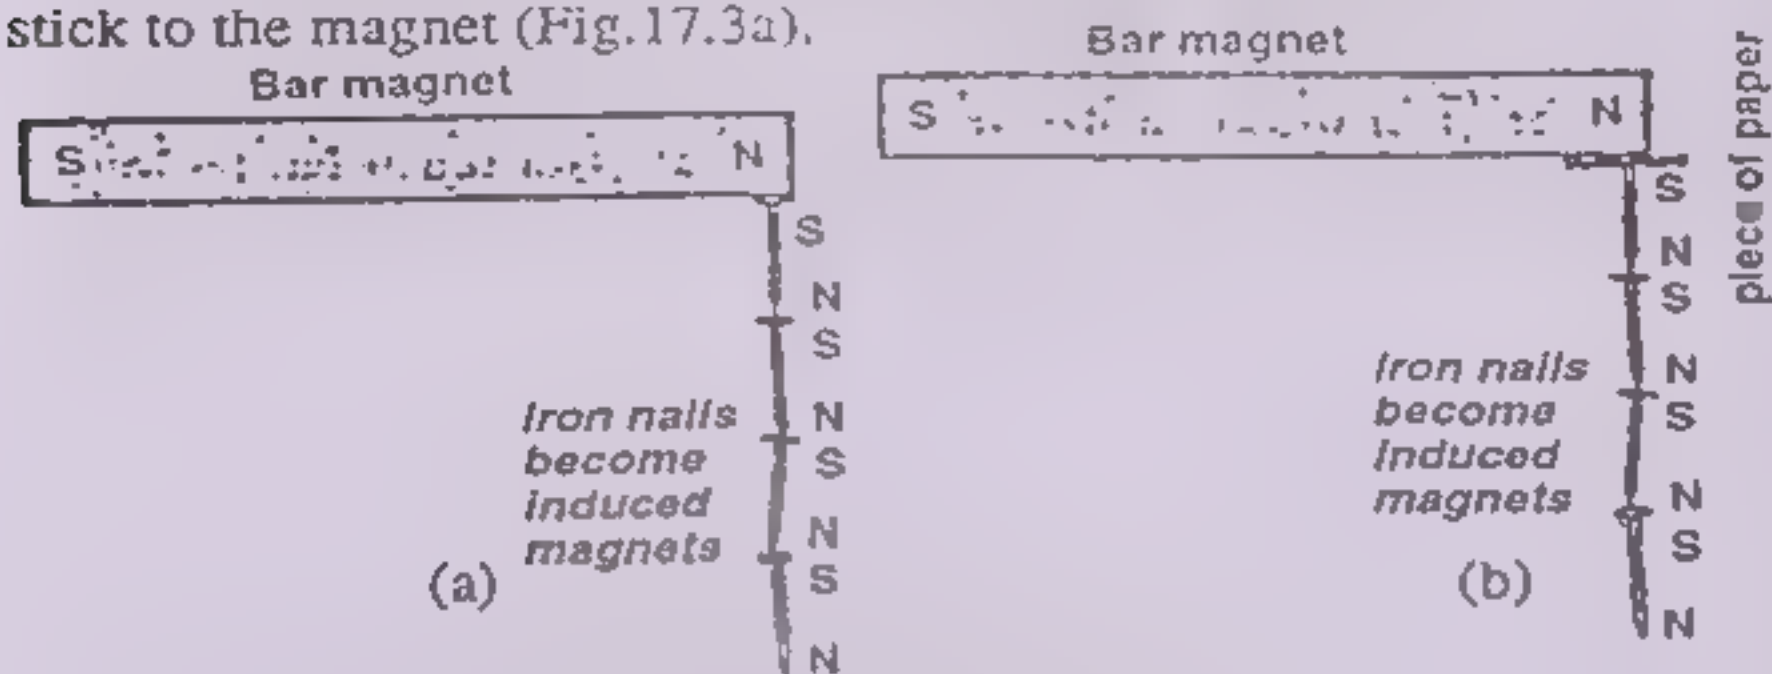 stick to the magnet (Fig.17.3a).
Bar magnet
S N
S
N
S
N
S
N
S
N
Iron nails
become
induced
magnets
(a)
Bar magnet
S N
S
N
S
N
S
N
S
N
Iron nails
become
induced
magnets
(b)
piece of paper